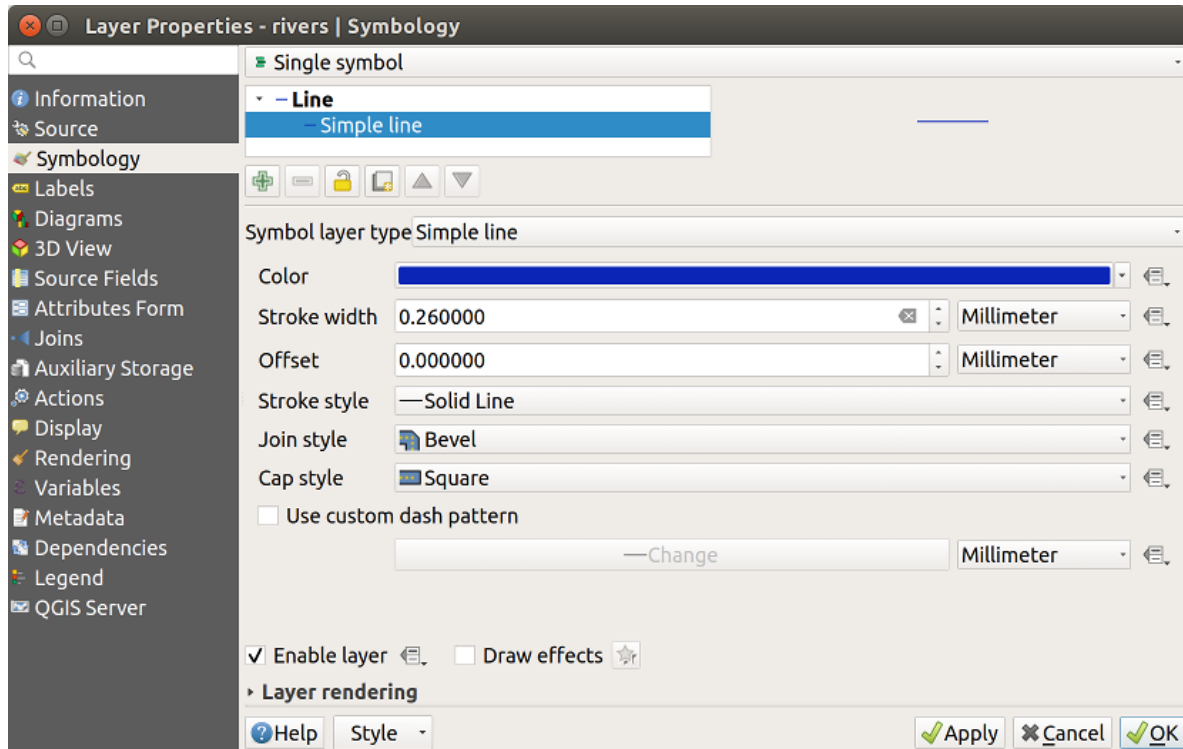 Layer Properties - rivers | Symbology
Information
Source
Symbology
Labels
Diagrams
3D View
Source Fields
Attributes Form
Joins
Auxiliary Storage
Actions
Display
Rendering
Variables
Metadata
Dependencies
Legend
QGIS Server
Single symbol
Line
Simple line
Symbol layer type Simple line
Color
Stroke width 0.260000 Millimeter
Offset 0.000000 Millimeter
Stroke style Solid Line
Join style Bevel
Cap style Square
Use custom dash pattern
Change Millimeter
Enable layer Draw effects
Layer rendering
Help Style Apply Cancel OK